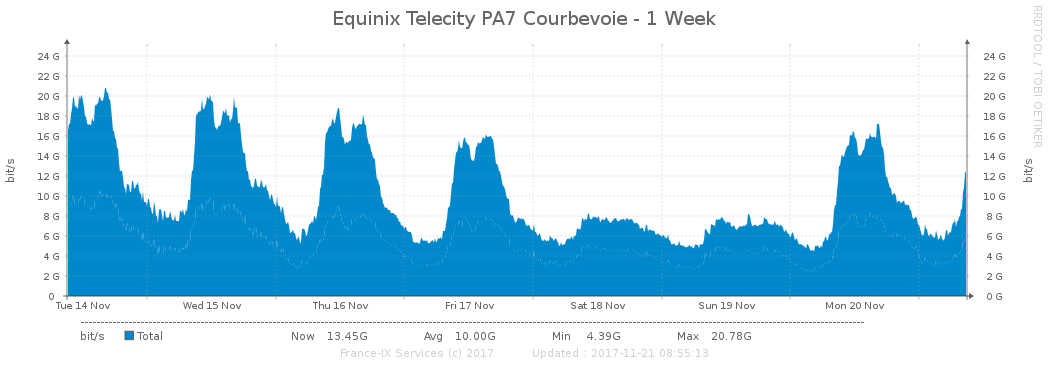 Equinix Telecity PA7 Courbevoie - 1 Week
RRDTOOL / TOBI OETIKER
24 G 24 G
22 G 22 G
20 G 20 G
18 G 18 G
16 G 16 G
14 G 14 G
12 G 12 G
10 G 10 G
8 G 8 G
6 G 6 G
4 G 4 G
2 G 2 G
0 0 G
bit/s bit/s
Tue 14 Nov Wed 15 Nov Thu 16 Nov Fri 17 Nov Sat 18 Nov Sun 19 Nov Mon 20 Nov
bit/s Total Now 13.45G Avg 10.00G Min 4.39G Max 20.78G
France-IX Services (c) 2017 Updated : 2017-11-21 08:55:13